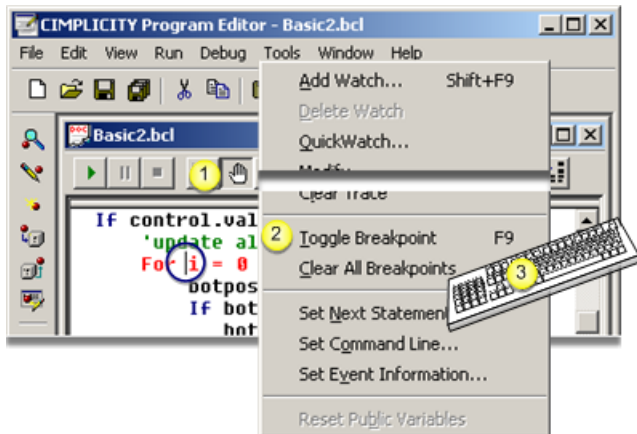 CIMPLICITY Program Editor - Basic2.bcl
File Edit View Run Debug Tools Window Help
Add Watch... Shift+F9
Delete Watch
QuickWatch...
Basic2.bcl
1
Clear Trace
If control.val
'update al
2
Toggle Breakpoint F9
For i = 0
Clear All Breakpoints
3
botpos
If bot
Set Next Statement
bot
Set Command Line...
Set Event Information...
Reset Public Variables